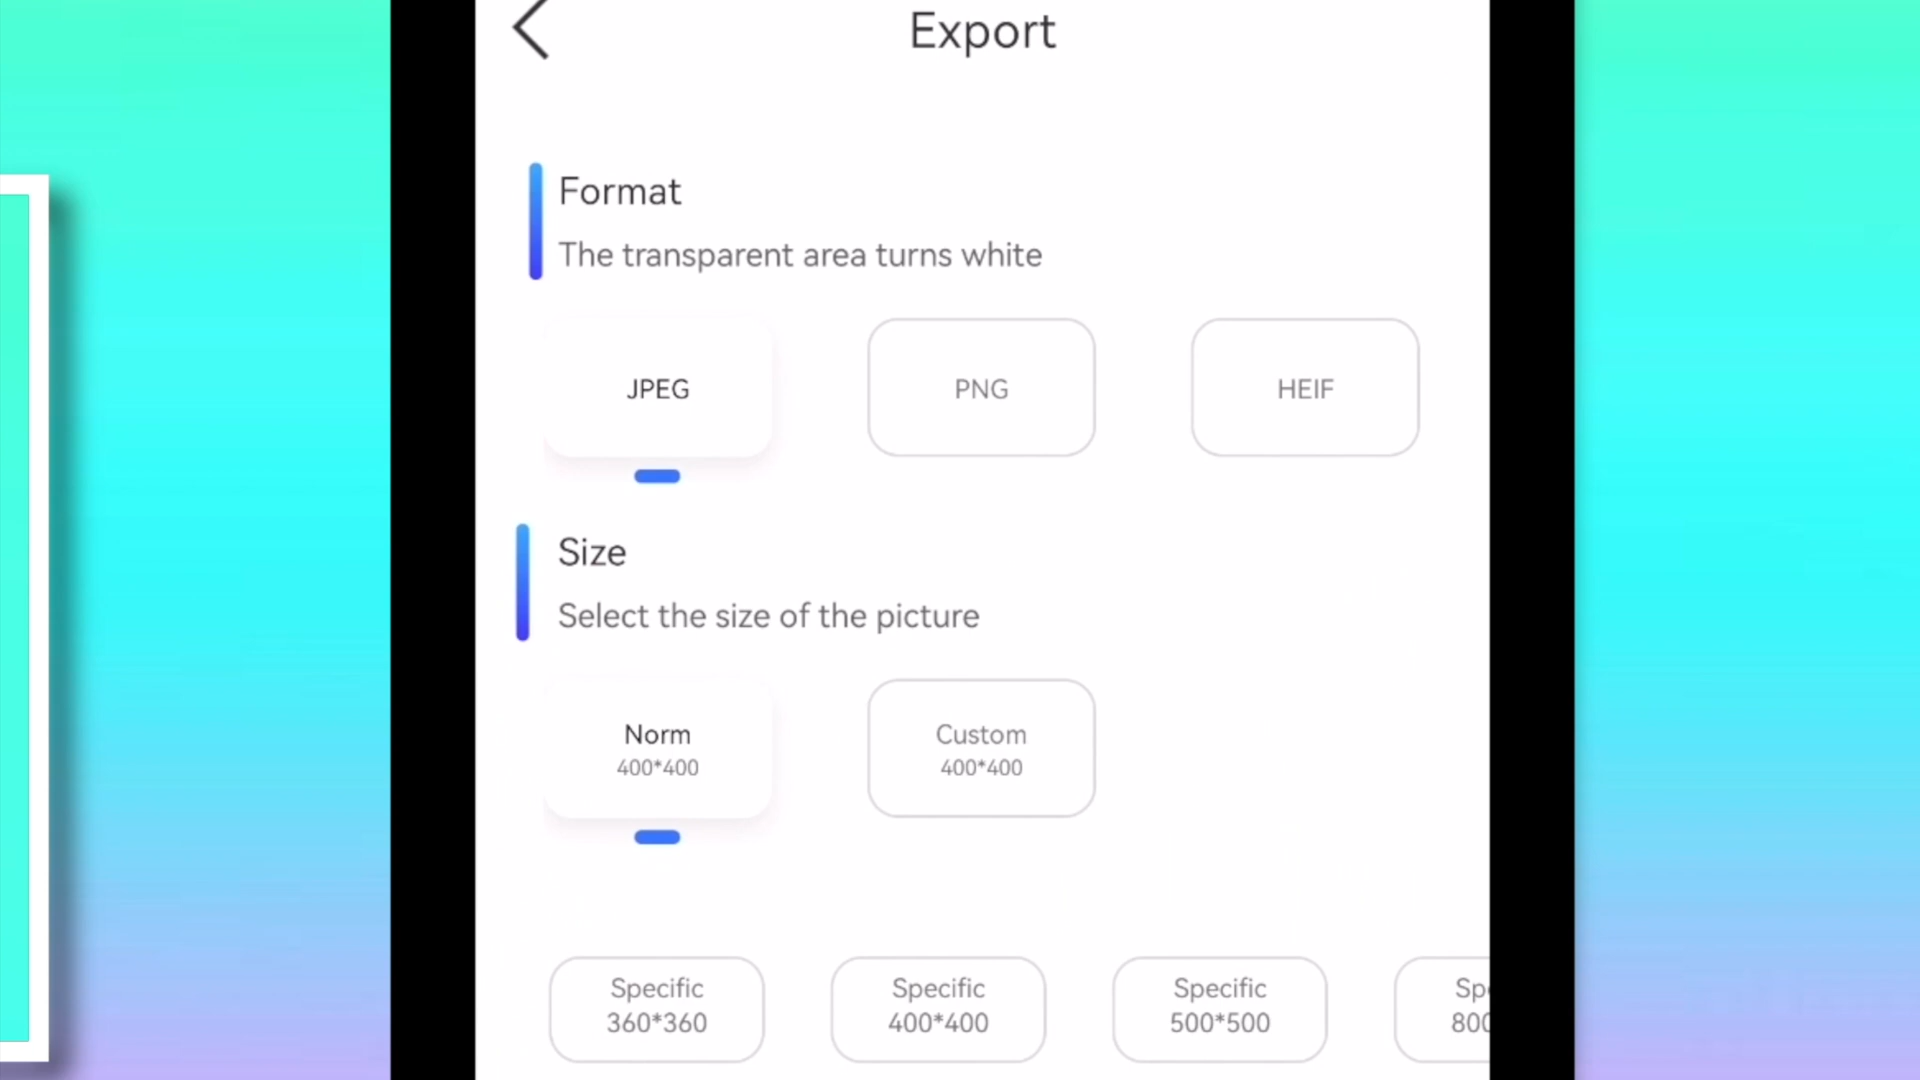 Export
Format
The transparent area turns white
JPEG
PNG
HEIF
Size
Select the size of the picture
Norm
400*400
Custom
400*400
Specific
360*360
Specific
400*400
Specific
500*500